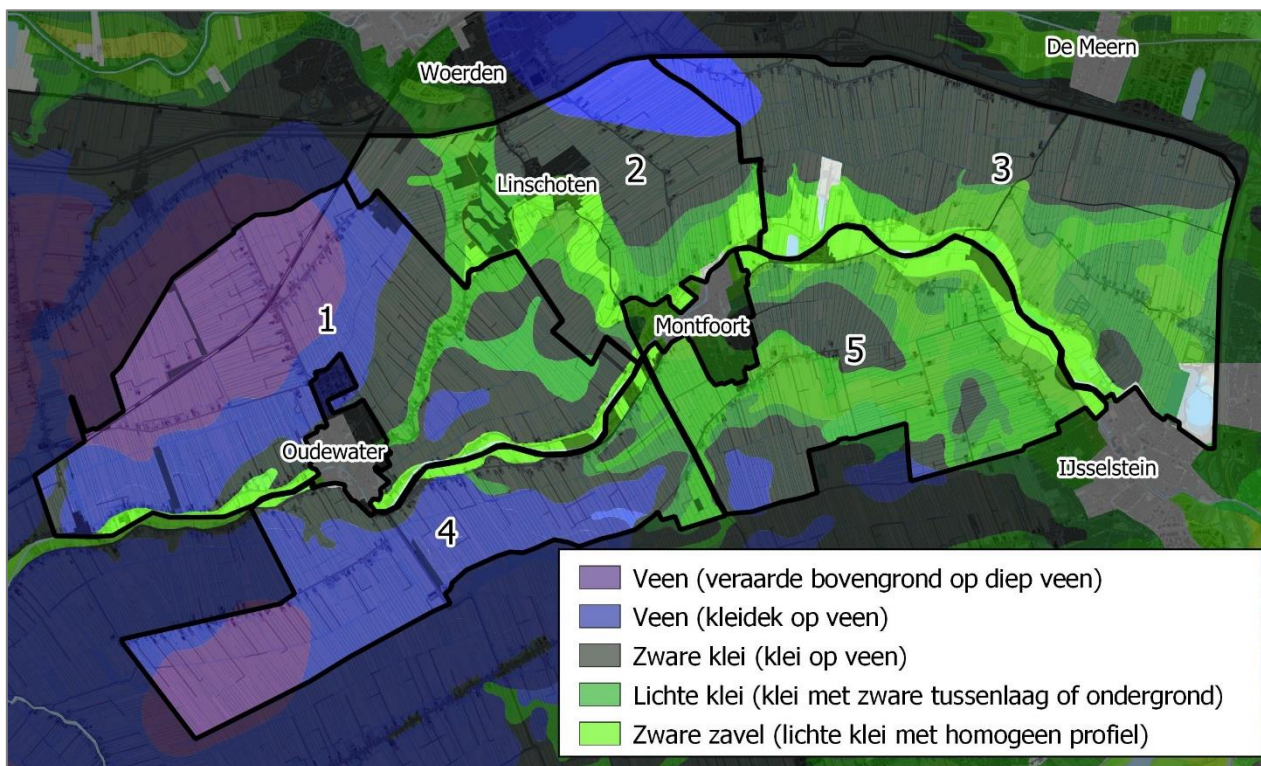 De Meern
Woerden
2
3
Linschoten
1
Montfoort
5
Oudewater
IJsselstein
4
Veen (veraarde bovengrond op diep veen)
Veen (kleidek op veen)
Zware klei (klei op veen)
Lichte klei (klei met zware tussenlaag of ondergrond)
Zware zavel (lichte klei met homogeen profiel)